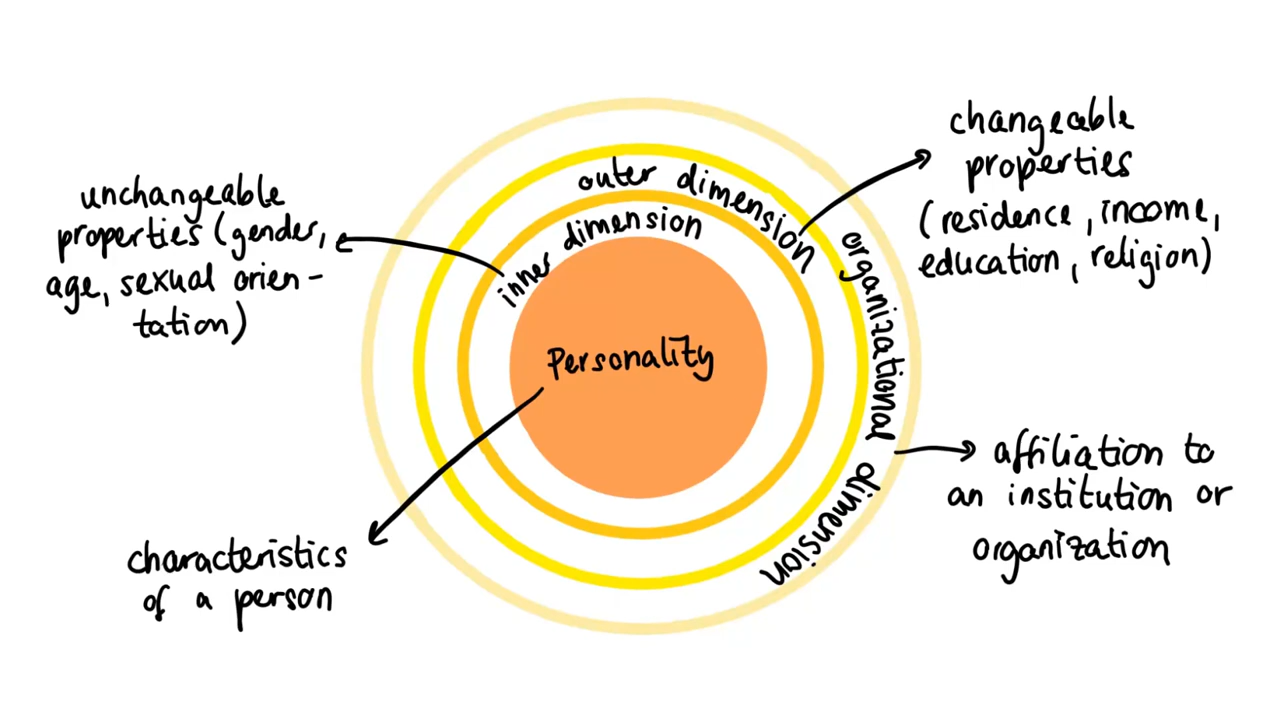 outer dimension
inner dimension
organizational dimension
Personality
unchangeable
properties (gender,
age, sexual orien-
tation)
changeable
properties
(residence, income,
education, religion)
characteristics
of a person
affiliation to
an institution or
organization